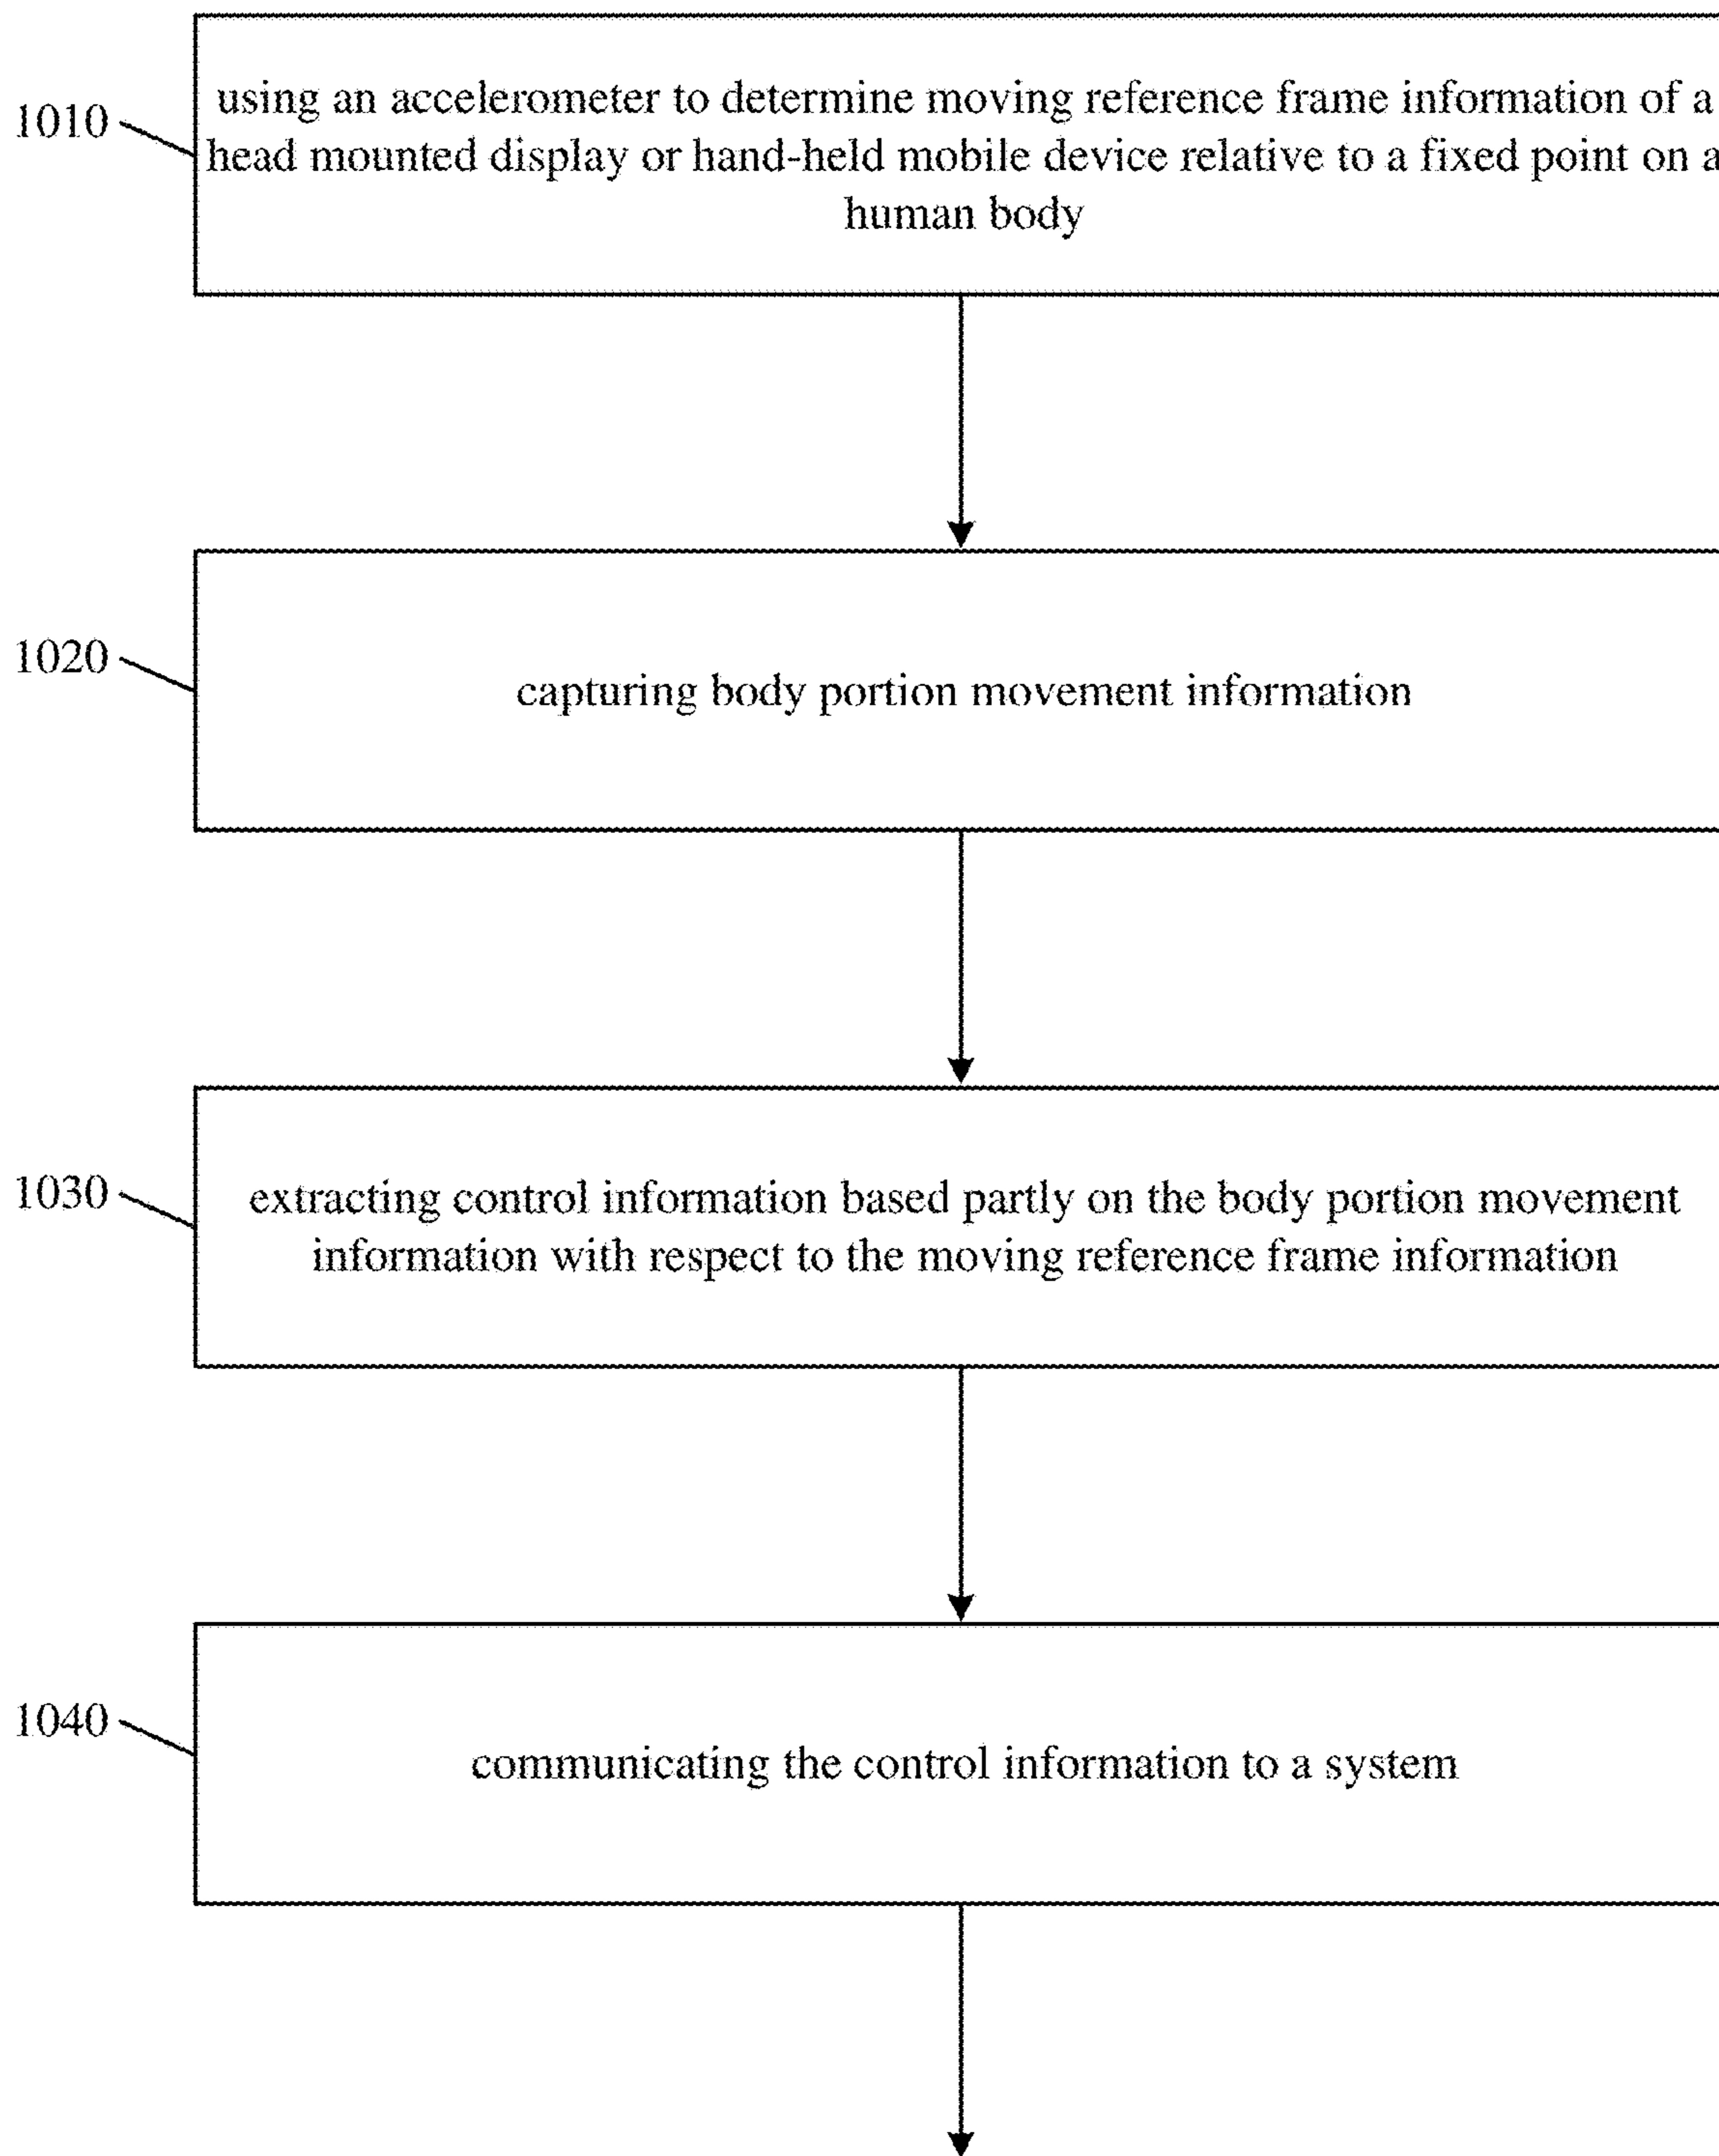 1010
using an accelerometer to determine moving reference frame information of a
head mounted display or hand-held mobile device relative to a fixed point on a
human body
1020
capturing body portion movement information
1030
extracting control information based partly on the body portion movement
information with respect to the moving reference frame information
1040
communicating the control information to a system